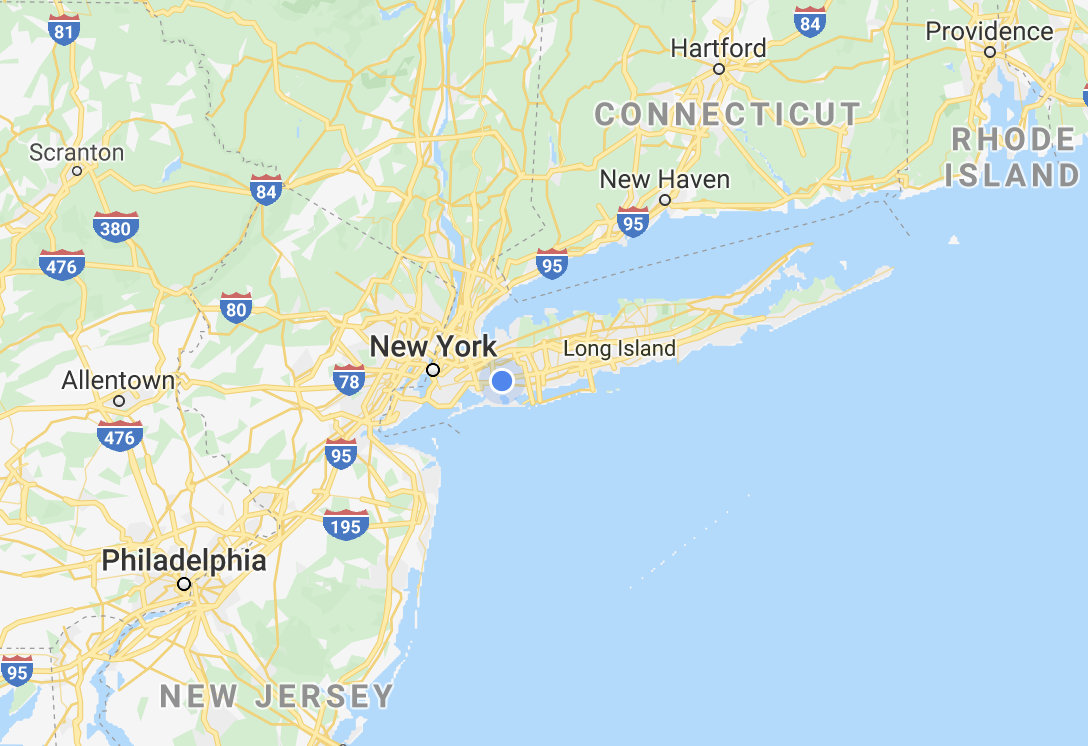 81
84
Hartford
Providence
CONNECTICUT
RHODE
ISLAND
Scranton
84
New Haven
380
95
476
95
80
New York
Long Island
Allentown
78
476
95
195
Philadelphia
95
NEW JERSEY